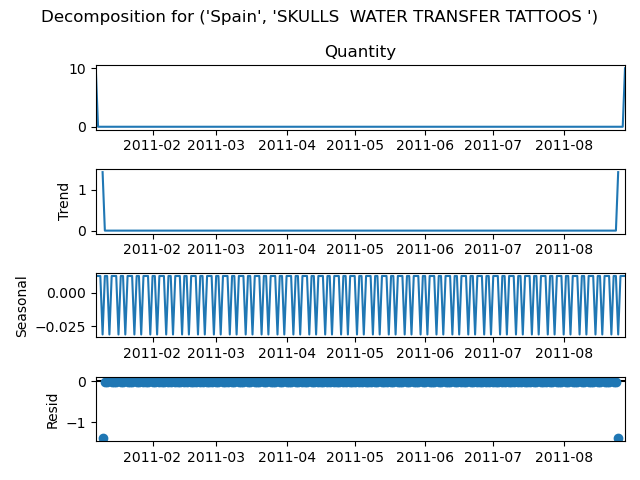 Decomposition for ('Spain', 'SKULLS  WATER TRANSFER TATTOOS ')
Quantity
10
0
2011-02 2011-03 2011-04 2011-05 2011-06 2011-07 2011-08
Trend
1
0
2011-02 2011-03 2011-04 2011-05 2011-06 2011-07 2011-08
Seasonal
0.000
−0.025
2011-02 2011-03 2011-04 2011-05 2011-06 2011-07 2011-08
Resid
0
−1
2011-02 2011-03 2011-04 2011-05 2011-06 2011-07 2011-08